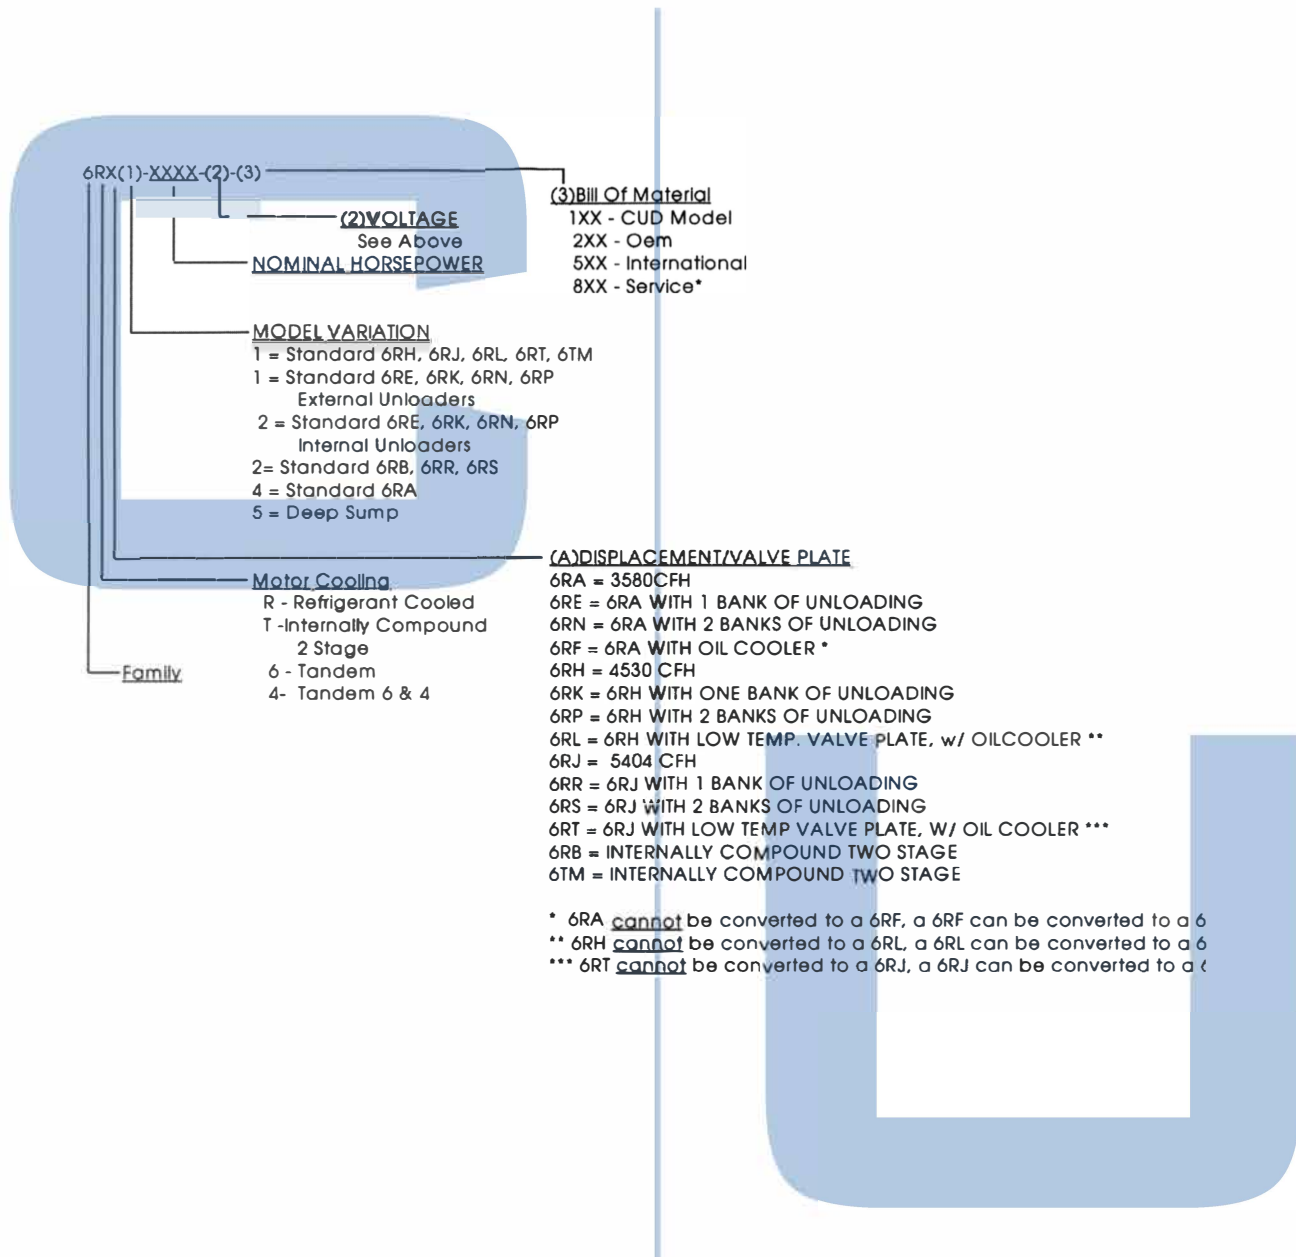 6RX(1)-XXXX-(2)-(3)
(3)Bill Of Material
1XX - CUD Model
2XX - Oem
5XX - International
8XX - Service*
(2)VOLTAGE
See Above
NOMINAL HORSEPOWER
MODEL VARIATION
1 = Standard 6RH, 6RJ, 6RL, 6RT, 6TM
1 = Standard 6RE, 6RK, 6RN, 6RP
External Unloaders
2 = Standard 6RE, 6RK, 6RN, 6RP
Internal Unloaders
2= Standard 6RB, 6RR, 6RS
4 = Standard 6RA
5 = Deep Sump
Motor Cooling
R - Refrigerant Cooled
T -Internally Compound
2 Stage
6 - Tandem
4- Tandem 6 & 4
Family
(A)DISPLACEMENT/VALVE PLATE
6RA = 3580CFH
6RE = 6RA WITH 1 BANK OF UNLOADING
6RN = 6RA WITH 2 BANKS OF UNLOADING
6RF = 6RA WITH OIL COOLER *
6RH = 4530 CFH
6RK = 6RH WITH ONE BANK OF UNLOADING
6RP = 6RH WITH 2 BANKS OF UNLOADING
6RL = 6RH WITH LOW TEMP. VALVE PLATE, w/ OILCOOLER **
6RJ = 5404 CFH
6RR = 6RJ WITH 1 BANK OF UNLOADING
6RS = 6RJ WITH 2 BANKS OF UNLOADING
6RT = 6RJ WITH LOW TEMP VALVE PLATE, W/ OIL COOLER ***
6RB = INTERNALLY COMPOUND TWO STAGE
6TM = INTERNALLY COMPOUND TWO STAGE
* 6RA cannot be converted to a 6RF, a 6RF can be converted to a 6
** 6RH cannot be converted to a 6RL, a 6RL can be converted to a 6
*** 6RT cannot be converted to a 6RJ, a 6RJ can be converted to a